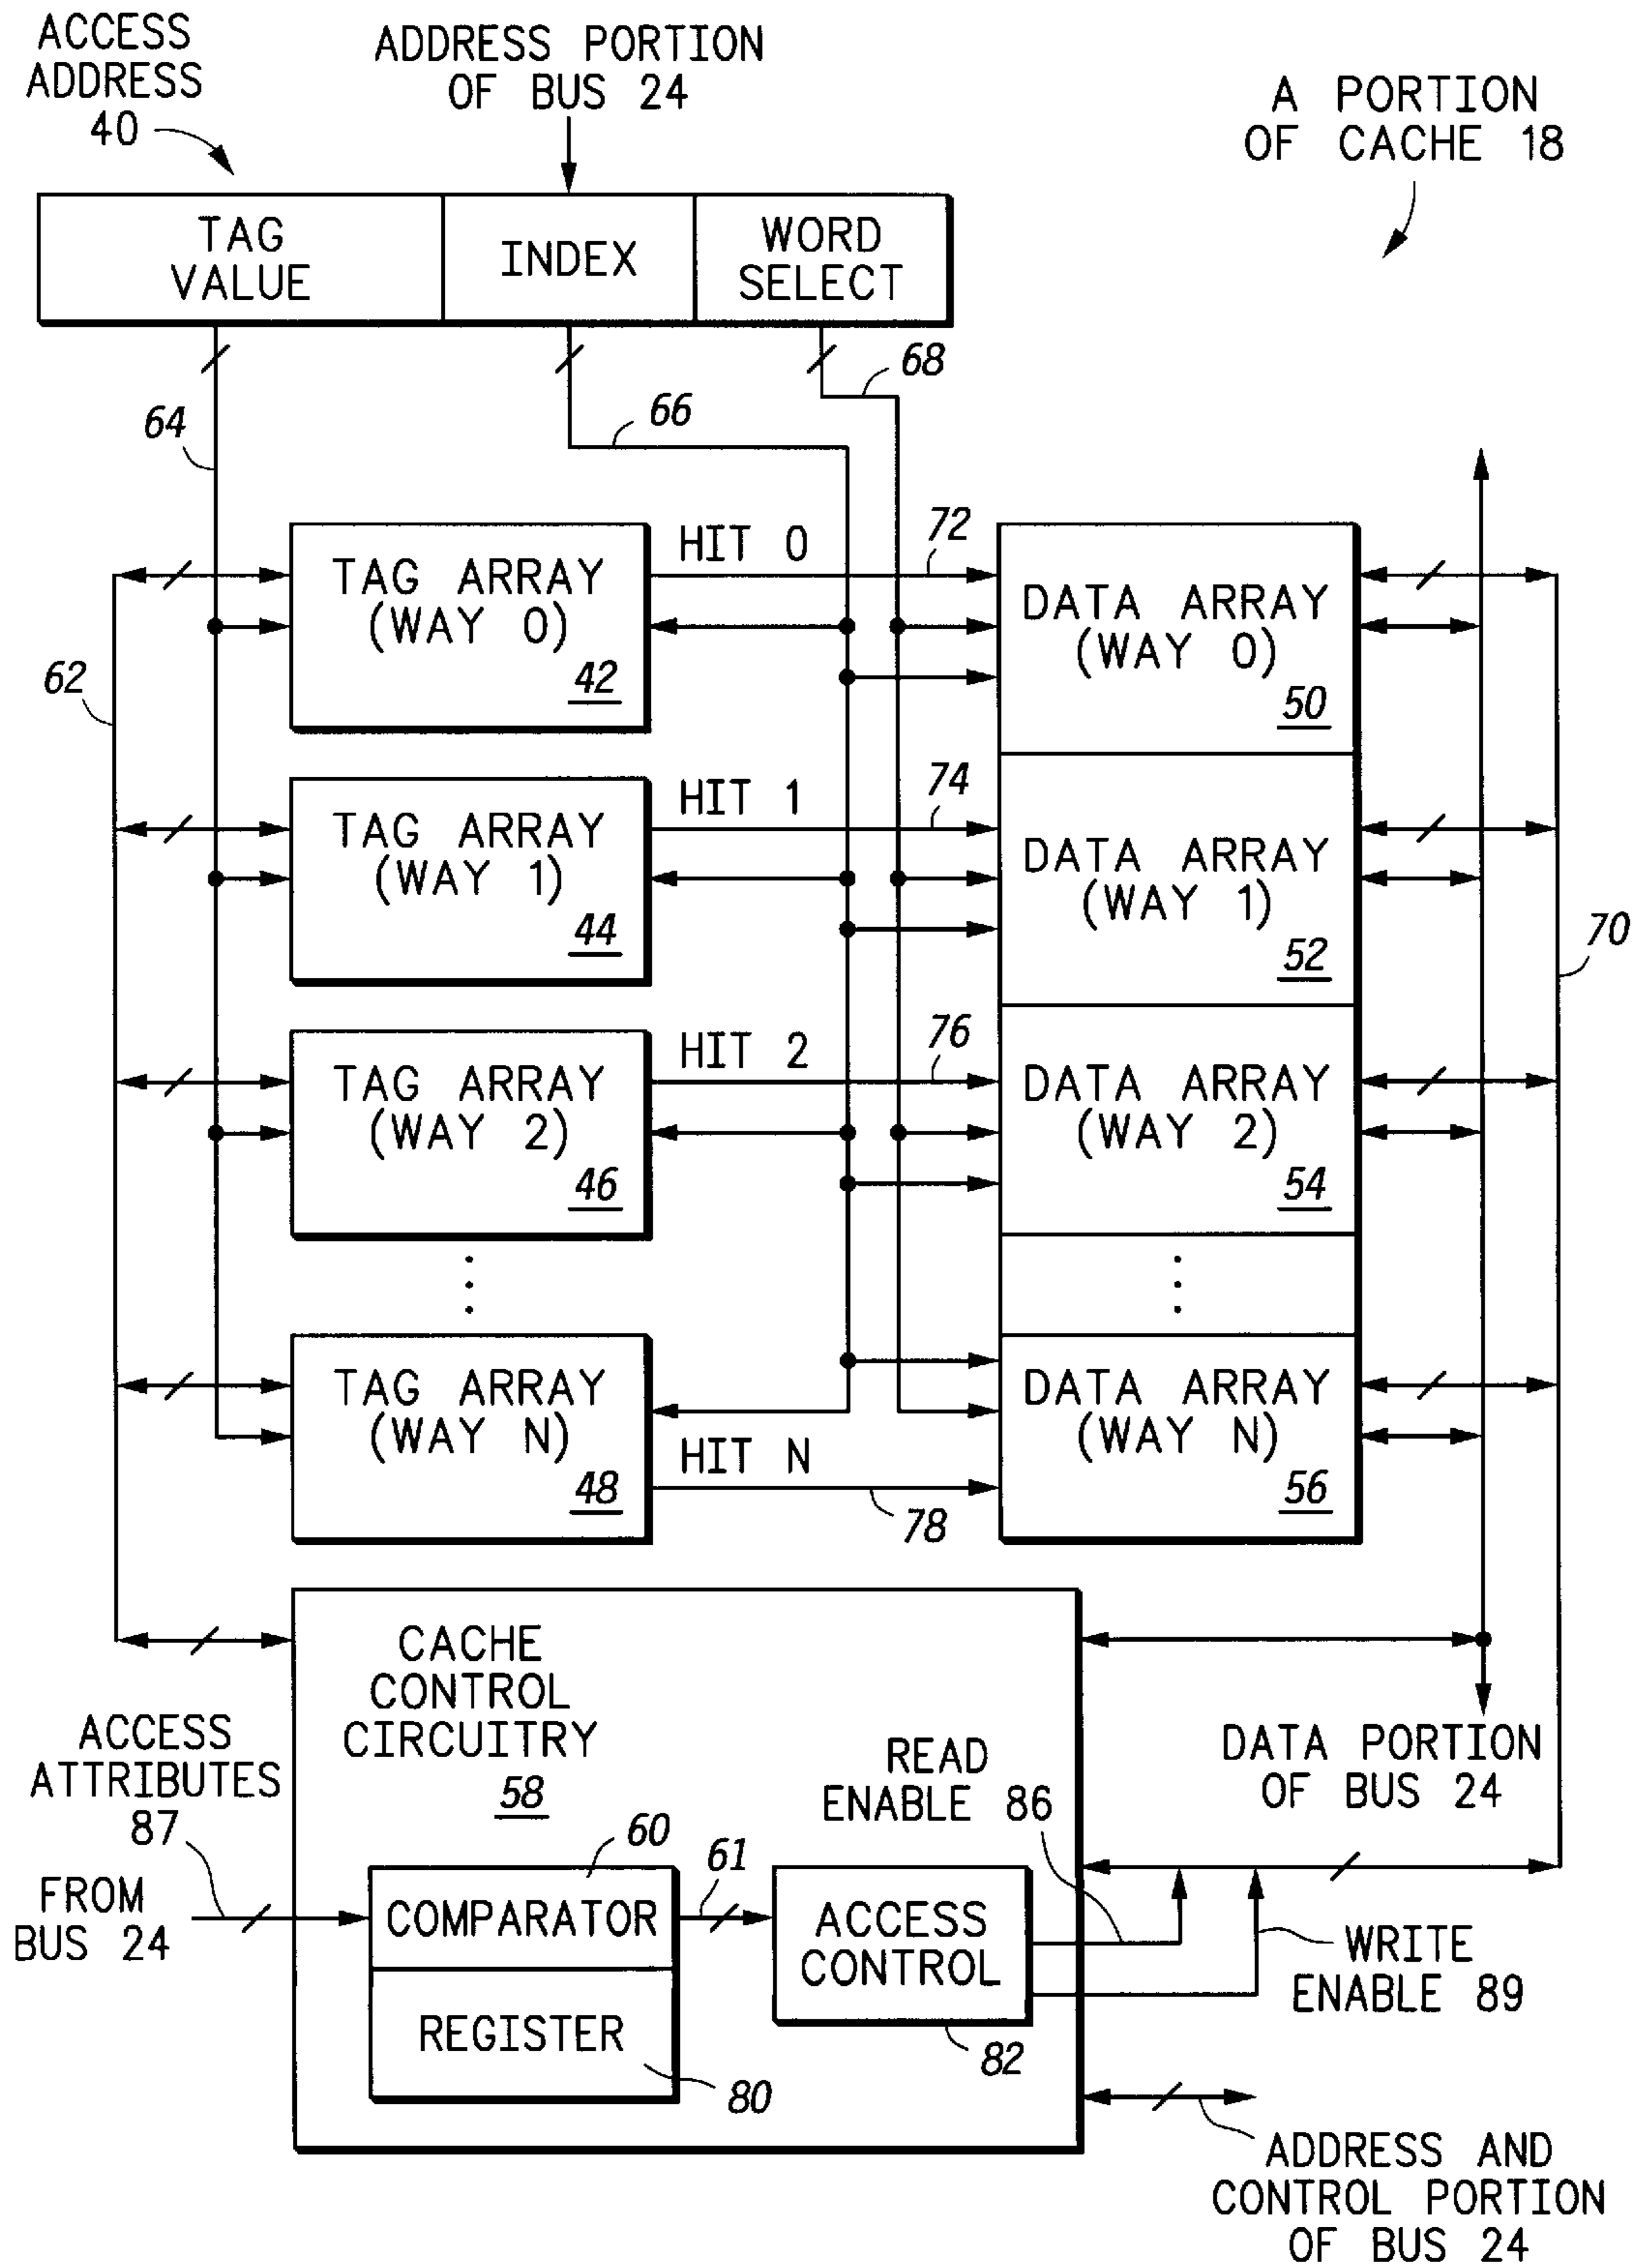 ACCESS
ADDRESS
40
ADDRESS PORTION
OF BUS 24
A PORTION
OF CACHE 18
TAG
VALUE
INDEX
WORD
SELECT
68
66
64
HIT 0
72
TAG ARRAY
(WAY 0)
42
DATA ARRAY
(WAY 0)
50
62
HIT 1
74
TAG ARRAY
(WAY 1)
44
DATA ARRAY
(WAY 1)
52
70
HIT 2
76
TAG ARRAY
(WAY 2)
46
DATA ARRAY
(WAY 2)
54
TAG ARRAY
(WAY N)
48
HIT N
78
DATA ARRAY
(WAY N)
56
CACHE
CONTROL
CIRCUITRY
58
ACCESS
ATTRIBUTES
87
FROM
BUS 24
READ
ENABLE 86
DATA PORTION
OF BUS 24
60
61
COMPARATOR
REGISTER
80
ACCESS
CONTROL
82
WRITE
ENABLE 89
ADDRESS AND
CONTROL PORTION
OF BUS 24